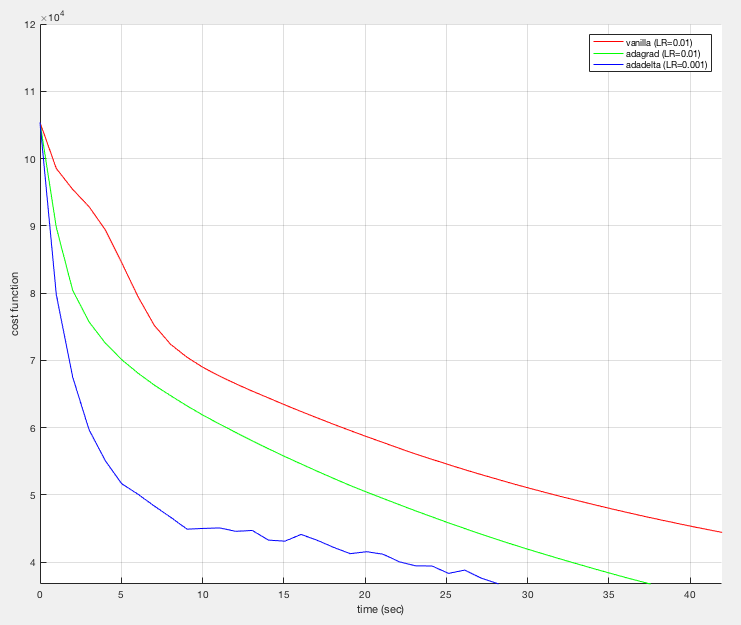 ×10⁴
12
11
10
9
8
7
6
5
4
cost function
vanilla (LR=0.01)
adagrad (LR=0.01)
adadelta (LR=0.001)
0 5 10 15 20 25 30 35 40
time (sec)